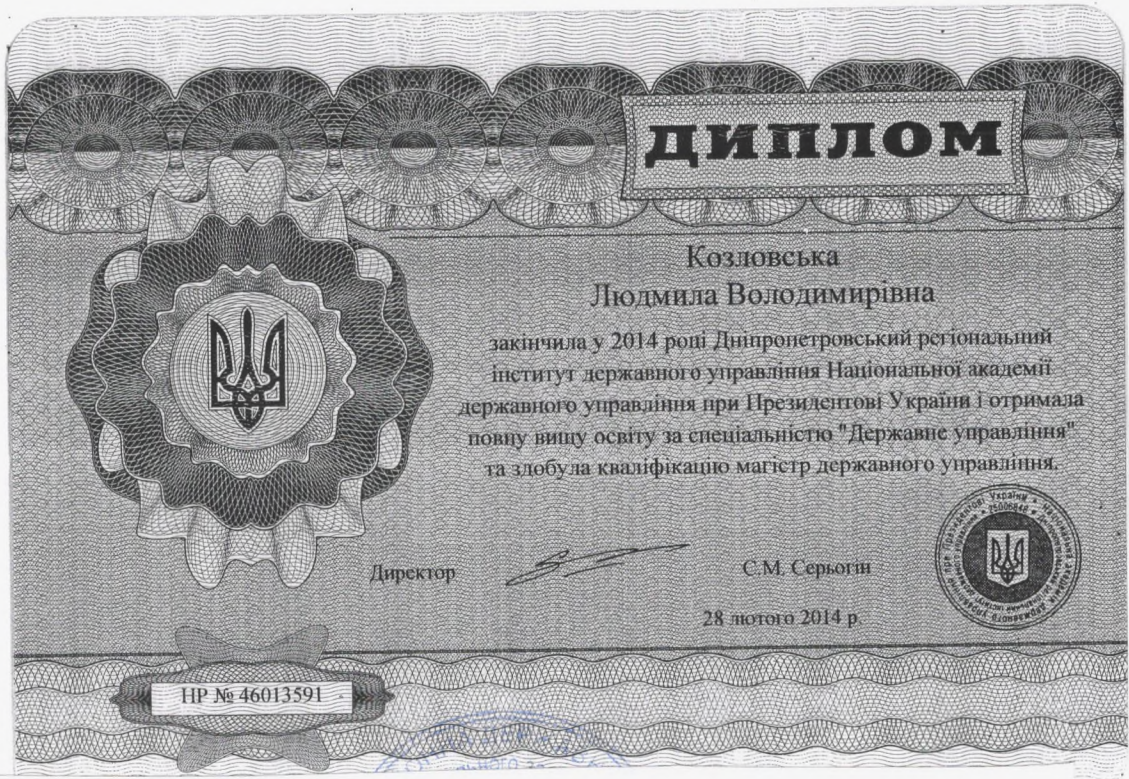 ДИПЛОМ
Козловська
Людмила Володимирівна
закінчила у 2014 році Дніпропетровський регіональний
інститут державного управління Національної академії
державного управління при Президентові України і отримала
повну вищу освіту за спеціальністю "Державне управління"
та здобула кваліфікацію магістр державного управління.
Директор
С.М. Серьогін
28 лютого 2014 р.
НР № 46013591